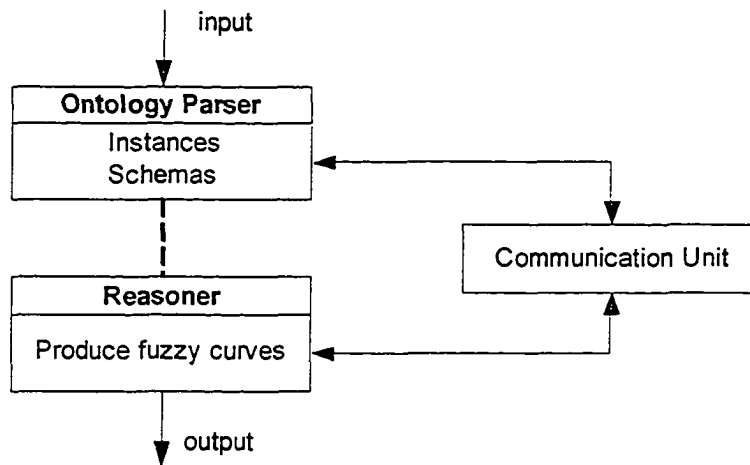 input
Ontology Parser
Instances
Schemas
Communication Unit
Reasoner
Produce fuzzy curves
output